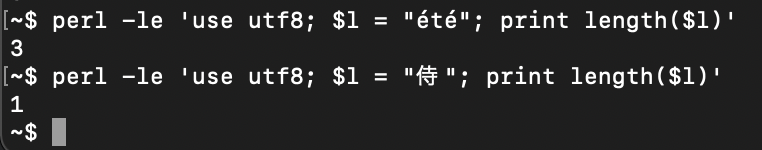 [~$ perl -le 'use utf8; $l = "été"; print length($l)'
3
[~$ perl -le 'use utf8; $l = "侍"; print length($l)'
1
~$